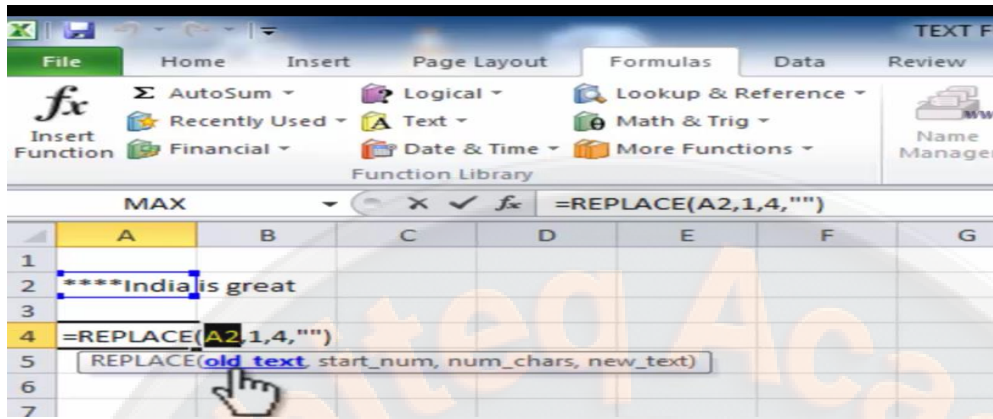 TEXT F
File Home Insert Page Layout Formulas Data Review
fx Σ AutoSum Logical Lookup & Reference
Insert Function Recently Used Text Math & Trig Name Manager
Financial Date & Time More Functions
Function Library
MAX fx =REPLACE(A2,1,4,"")
A B C D E F G
1
2 ****India is great
3
4 =REPLACE(A2,1,4,"")
5 REPLACE(old_text, start_num, num_chars, new_text)
6
7